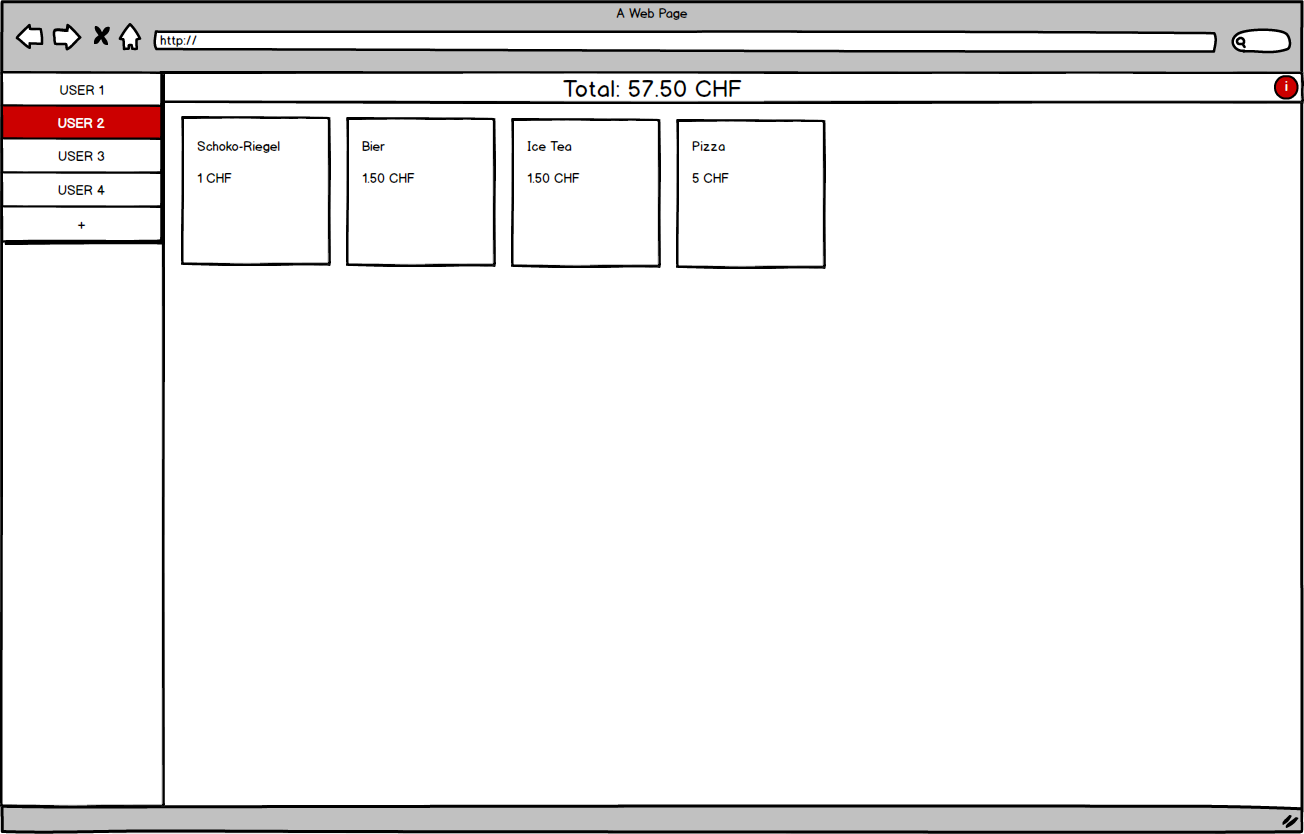 A Web Page
http://
USER 1
USER 2
USER 3
USER 4
+
Total: 57.50 CHF
i
Schoko-Riegel
1 CHF
Bier
1.50 CHF
Ice Tea
1.50 CHF
Pizza
5 CHF